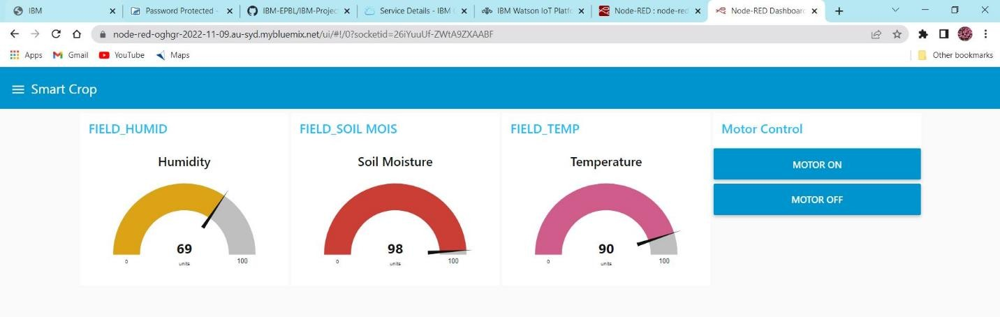 IBM
Password Protected -
IBM-EPBL/IBM-Projec
Service Details - IBM
IBM Watson IoT Platfo
Node-RED : node-red
Node-RED Dashboard
node-red-oghgr-2022-11-09.au-syd.mybluemix.net/ui/#!/0?socketid=26iYuuUf-ZWtA9ZXAABF
Apps
Gmail
YouTube
Maps
Other bookmarks
Smart Crop
FIELD_HUMID
Humidity
69
units
0
100
FIELD_SOIL MOIS
Soil Moisture
98
units
0
100
FIELD_TEMP
Temperature
90
units
0
100
Motor Control
MOTOR ON
MOTOR OFF